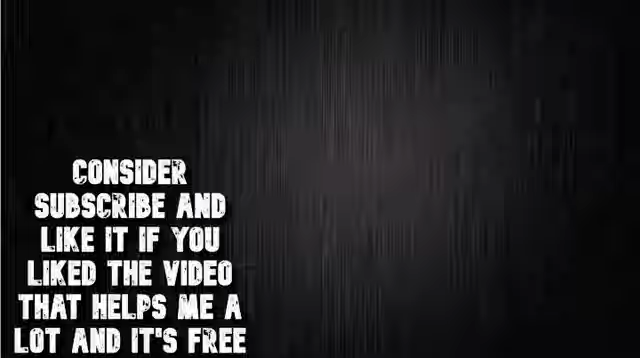 CONSIDER
SUBSCRIBE AND
LIKE IT IF YOU
LIKED THE VIDEO
THAT HELPS ME A
LOT AND IT'S FREE